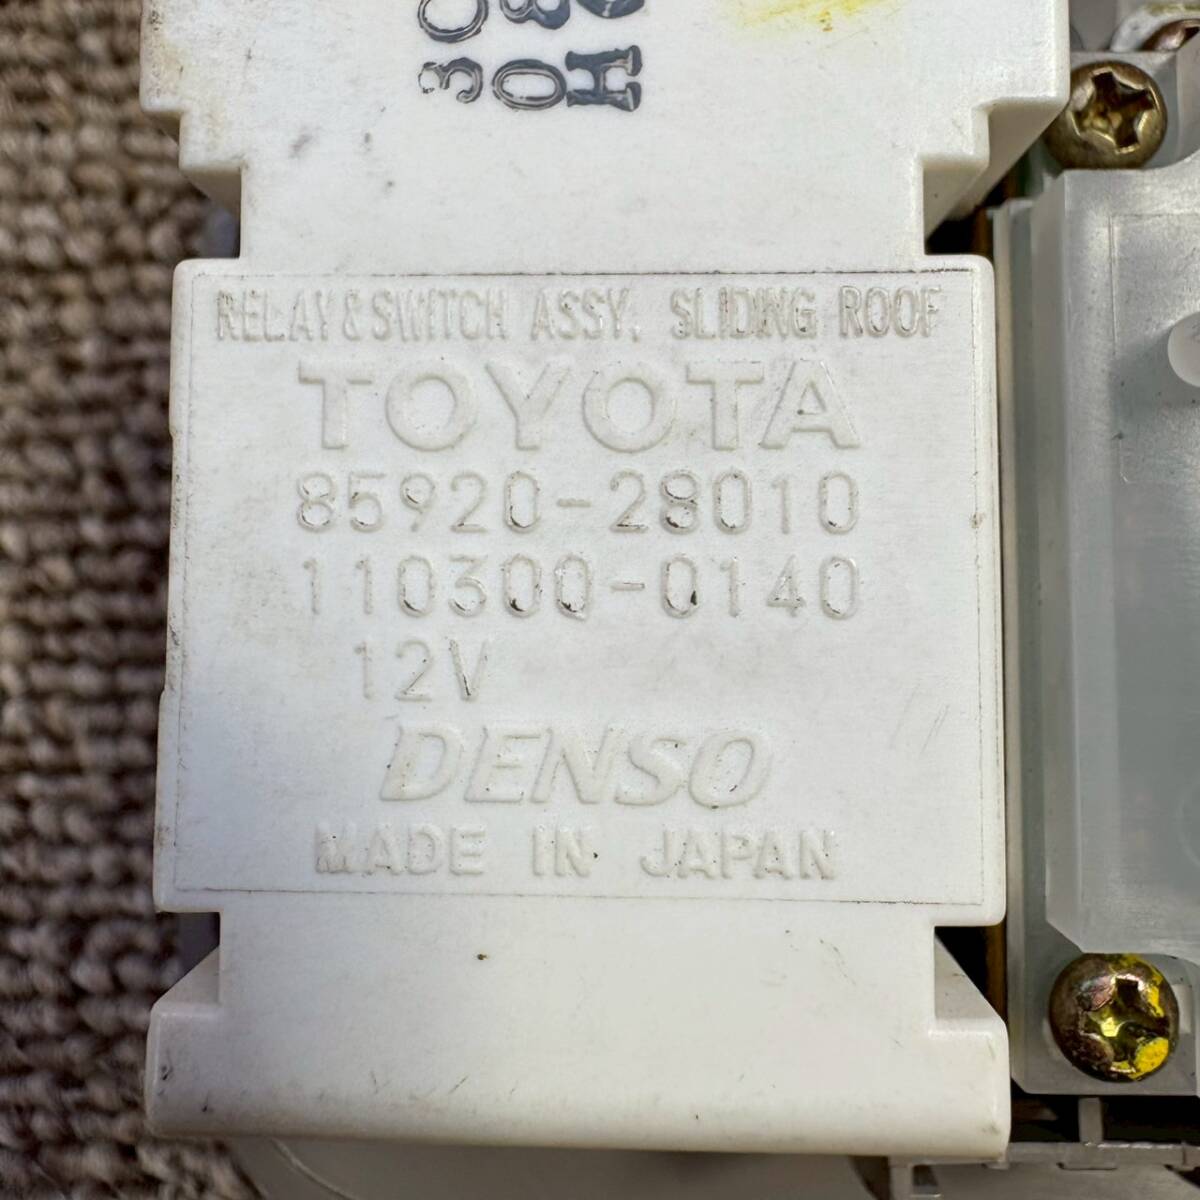 RELAY & SWITCH ASSY, SLIDING ROOF
TOYOTA
85920-28010
110300-0140
12V
DENSO
MADE IN JAPAN